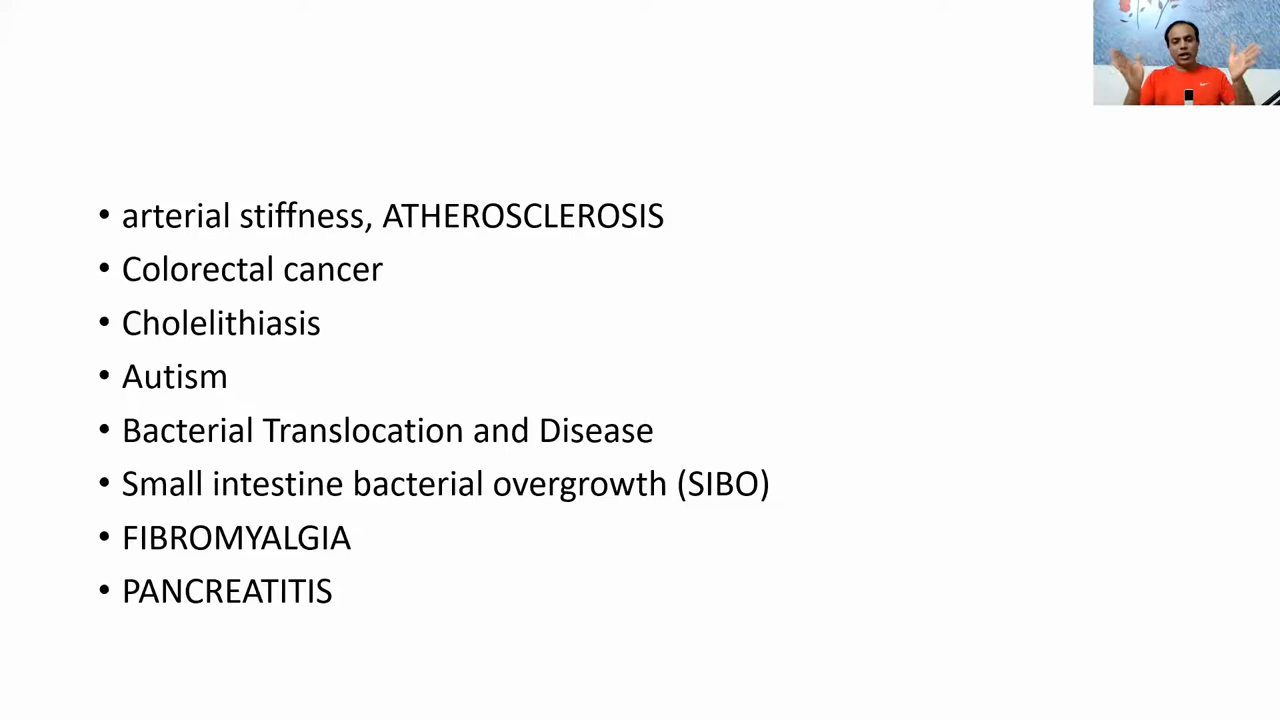 • arterial stiffness, ATHEROSCLEROSIS
• Colorectal cancer
• Cholelithiasis
• Autism
• Bacterial Translocation and Disease
• Small intestine bacterial overgrowth (SIBO)
• FIBROMYALGIA
• PANCREATITIS